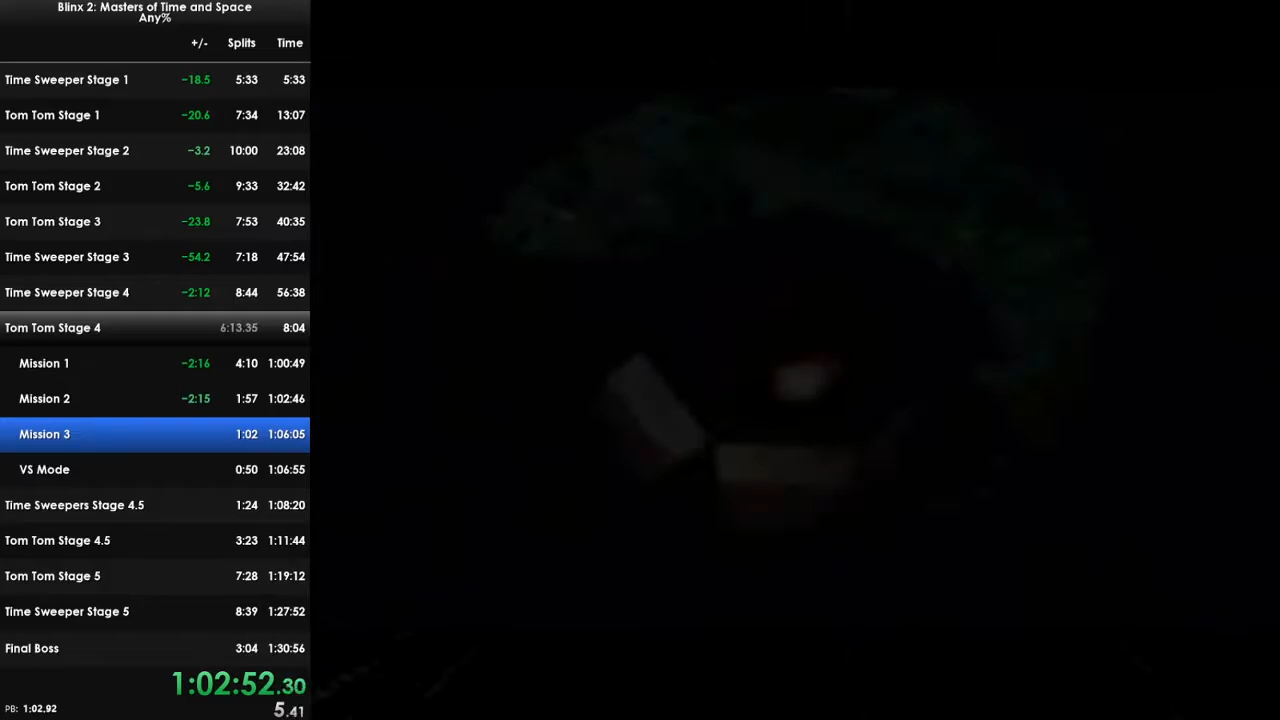 Blinx 2: Masters of Time and Space
Any%
+/- Splits Time
Time Sweeper Stage 1 −18.5 5:33 5:33
Tom Tom Stage 1 −20.6 7:34 13:07
Time Sweeper Stage 2 −3.2 10:00 23:08
Tom Tom Stage 2 −5.6 9:33 32:42
Tom Tom Stage 3 −23.8 7:53 40:35
Time Sweeper Stage 3 −54.2 7:18 47:54
Time Sweeper Stage 4 −2:12 8:44 56:38
Tom Tom Stage 4 6:13.35 8:04
Mission 1 −2:16 4:10 1:00:49
Mission 2 −2:15 1:57 1:02:46
Mission 3 1:02 1:06:05
VS Mode 0:50 1:06:55
Time Sweepers Stage 4.5 1:24 1:08:20
Tom Tom Stage 4.5 3:23 1:11:44
Tom Tom Stage 5 7:28 1:19:12
Time Sweeper Stage 5 8:39 1:27:52
Final Boss 3:04 1:30:56
1:02:52.30
PB: 1:02.92 5.41